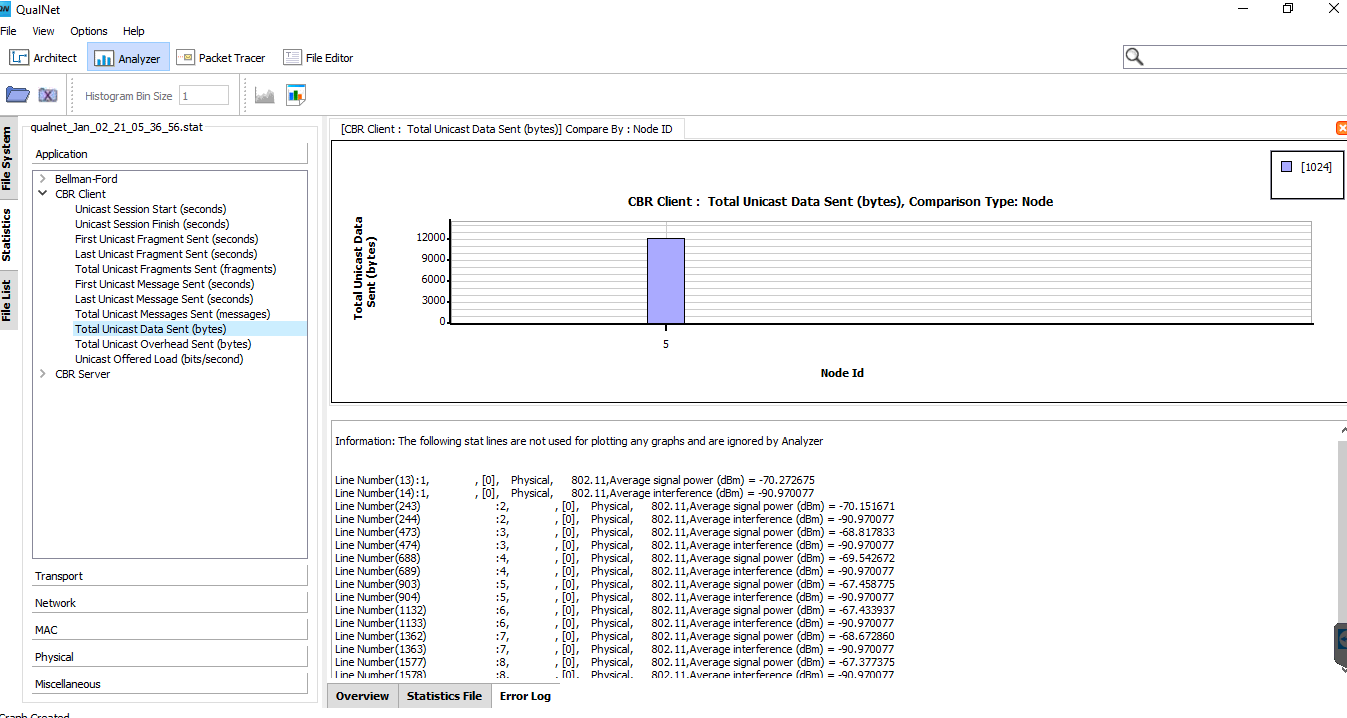 QualNet
File View Options Help
Architect Analyzer Packet Tracer File Editor
Histogram Bin Size 1
File System
Statistics
File List
qualnet_Jan_02_21_05_36_56.stat
Application
Bellman-Ford
CBR Client
Unicast Session Start (seconds)
Unicast Session Finish (seconds)
First Unicast Fragment Sent (seconds)
Last Unicast Fragment Sent (seconds)
Total Unicast Fragments Sent (fragments)
First Unicast Message Sent (seconds)
Last Unicast Message Sent (seconds)
Total Unicast Messages Sent (messages)
Total Unicast Data Sent (bytes)
Total Unicast Overhead Sent (bytes)
Unicast Offered Load (bits/second)
CBR Server
Transport
Network
MAC
Physical
Miscellaneous
[CBR Client : Total Unicast Data Sent (bytes)] Compare By : Node ID
[1024]
CBR Client : Total Unicast Data Sent (bytes), Comparison Type: Node
Total Unicast Data
Sent (bytes)
12000
9000
6000
3000
0
5
Node Id
Information: The following stat lines are not used for plotting any graphs and are ignored by Analyzer
Line Number(13):1, , [0], Physical, 802.11,Average signal power (dBm) = -70.272675
Line Number(14):1, , [0], Physical, 802.11,Average interference (dBm) = -90.970077
Line Number(243) :2, , [0], Physical, 802.11,Average signal power (dBm) = -70.151671
Line Number(244) :2, , [0], Physical, 802.11,Average interference (dBm) = -90.970077
Line Number(473) :3, , [0], Physical, 802.11,Average signal power (dBm) = -68.817833
Line Number(474) :3, , [0], Physical, 802.11,Average interference (dBm) = -90.970077
Line Number(688) :4, , [0], Physical, 802.11,Average signal power (dBm) = -69.542672
Line Number(689) :4, , [0], Physical, 802.11,Average interference (dBm) = -90.970077
Line Number(903) :5, , [0], Physical, 802.11,Average signal power (dBm) = -67.458775
Line Number(904) :5, , [0], Physical, 802.11,Average interference (dBm) = -90.970077
Line Number(1132) :6, , [0], Physical, 802.11,Average signal power (dBm) = -67.433937
Line Number(1133) :6, , [0], Physical, 802.11,Average interference (dBm) = -90.970077
Line Number(1362) :7, , [0], Physical, 802.11,Average signal power (dBm) = -68.672860
Line Number(1363) :7, , [0], Physical, 802.11,Average interference (dBm) = -90.970077
Line Number(1577) :8, , [0], Physical, 802.11,Average signal power (dBm) = -67.377375
Line Number(1578) :8, , [0], Physical, 802.11,Average interference (dBm) = -90.970077
Overview Statistics File Error Log
Graph Created